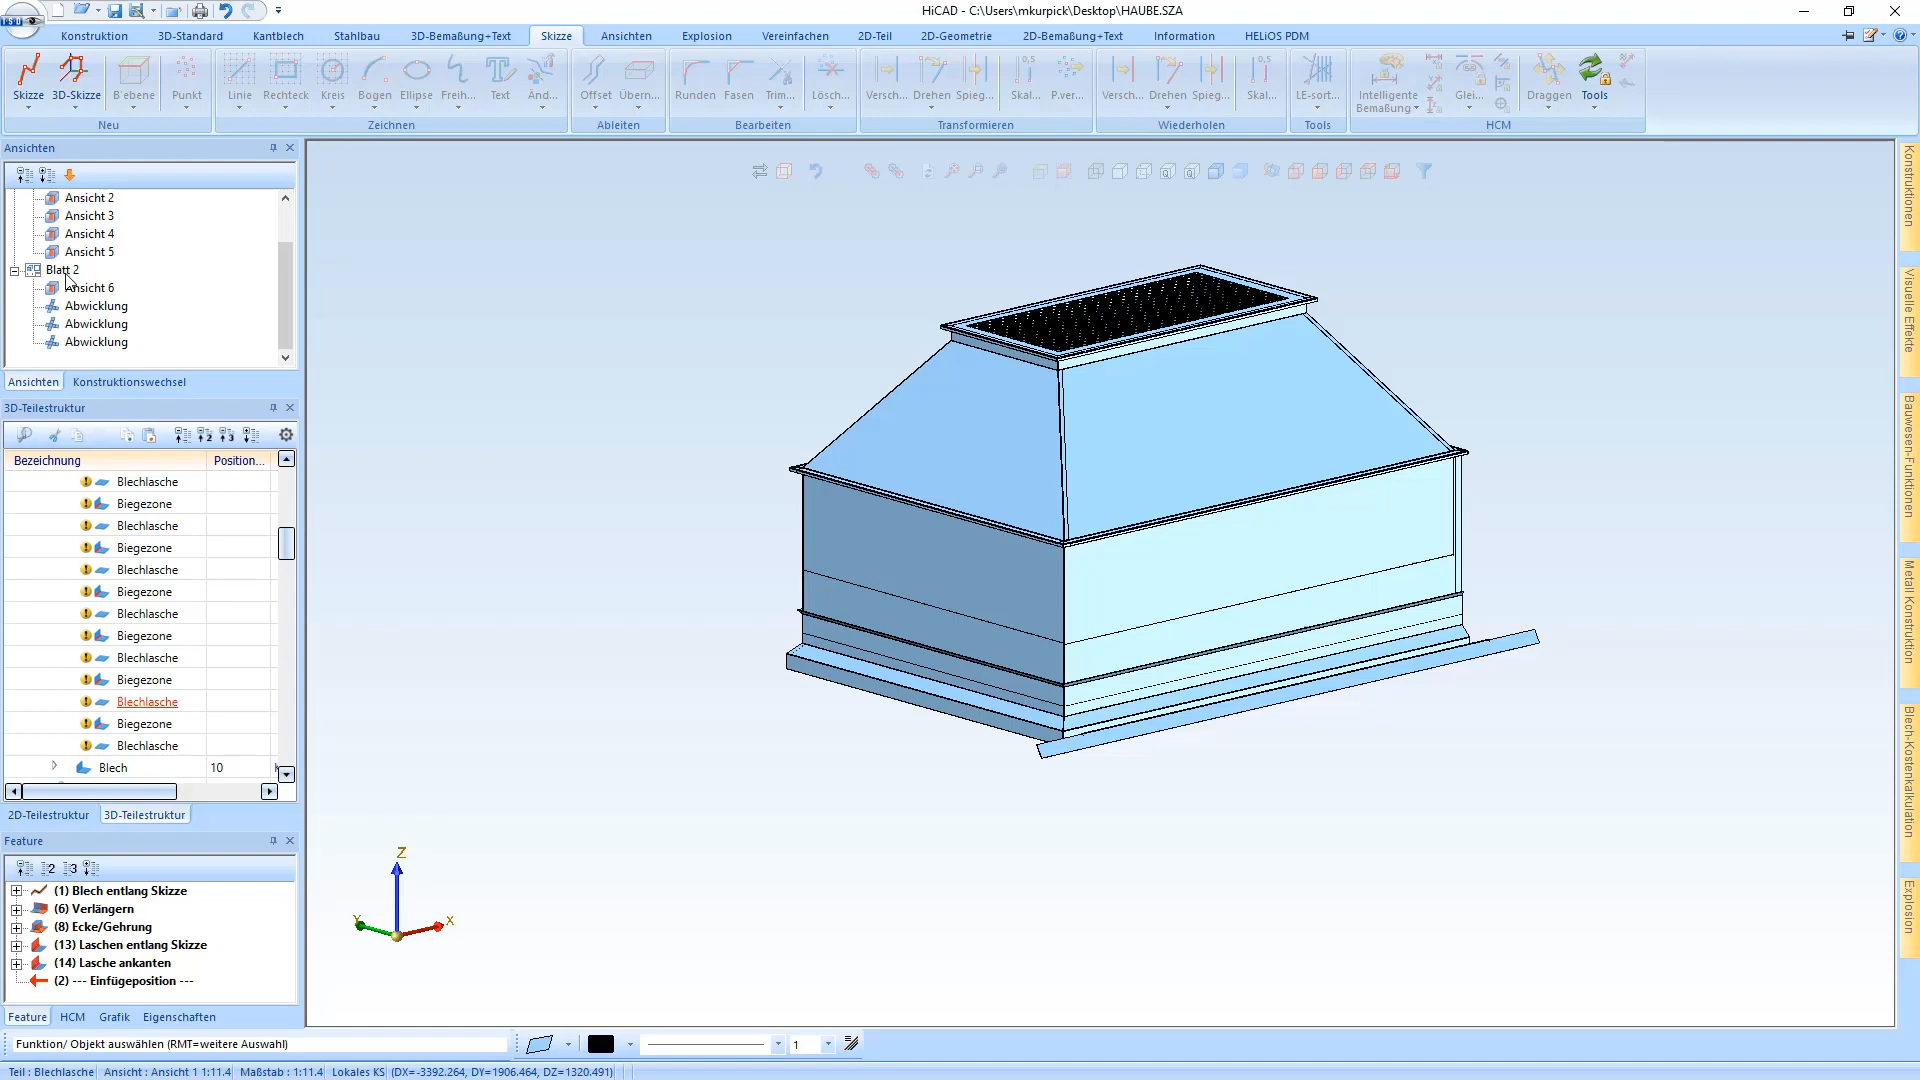 HiCAD - C:\Users\mkurpick\Desktop\HAUBE.SZA
ISD
Konstruktion 3D-Standard Kantblech Stahlbau 3D-Bemaßung+Text Skizze Ansichten Explosion Vereinfachen 2D-Teil 2D-Geometrie 2D-Bemaßung+Text Information HELiOS PDM
Skizze 3D-Skizze B'ebene Punkt Linie Rechteck Kreis Bogen Ellipse Freih... Text Änd... Offset Übern... Runden Fasen Trim... Lösch... Versch... Drehen Spieg... Skal... P.ver... Versch... Drehen Spieg... Skal... LE-sort... Intelligente Bemaßung Glei... Draggen Tools
Neu Zeichnen Ableiten Bearbeiten Transformieren Wiederholen Tools HCM
Ansichten
Ansicht 2
Ansicht 3
Ansicht 4
Ansicht 5
Blatt 2
Ansicht 6
Abwicklung
Abwicklung
Abwicklung
Ansichten Konstruktionswechsel
3D-Teilestruktur
Bezeichnung Position...
Blechlasche
Biegezone
Blechlasche
Biegezone
Blechlasche
Biegezone
Blechlasche
Biegezone
Blechlasche
Biegezone
Blechlasche
Biegezone
Blechlasche
Blech 10
2D-Teilestruktur 3D-Teilestruktur
Feature
(1) Blech entlang Skizze
(6) Verlängern
(8) Ecke/Gehrung
(13) Laschen entlang Skizze
(14) Lasche ankanten
(2) --- Einfügeposition ---
Feature HCM Grafik Eigenschaften
Z
Y
X
Konstruktionen
Visuelle Effekte
Bauwesen-Funktionen
Metall Konstruktion
Blech-Kostenkalkulation
Explosion
Funktion/ Objekt auswählen (RMT=weitere Auswahl) 1
Teil : Blechlasche Ansicht : Ansicht 1 1:11.4 Maßstab : 1:11.4 Lokales KS (DX=-3392.264, DY=1906.464, DZ=1320.491)